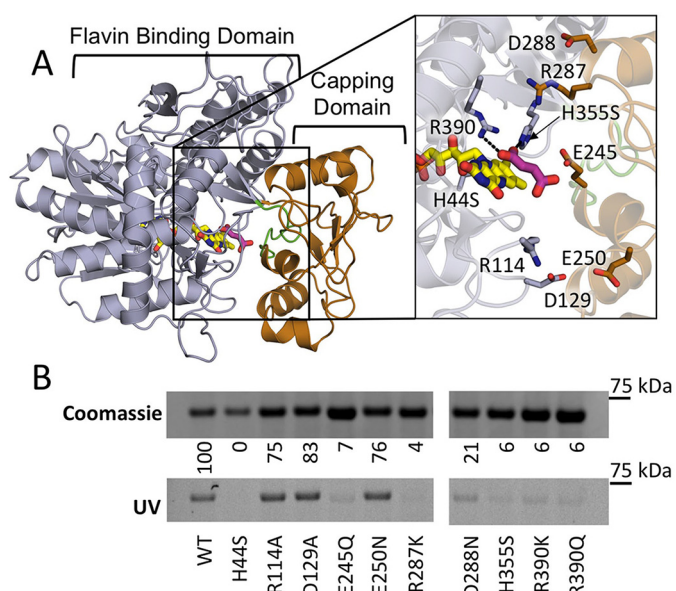 A
Flavin Binding Domain
Capping
Domain
D288
R287
H355S
R390
E245
H44S
R114
E250
D129
B
75 kDa
Coomassie
100 0 75 83 7 76 4 21 6 6 6
75 kDa
UV
WT H44S R114A D129A E245Q E250N R287K D288N H355S R390K R390Q